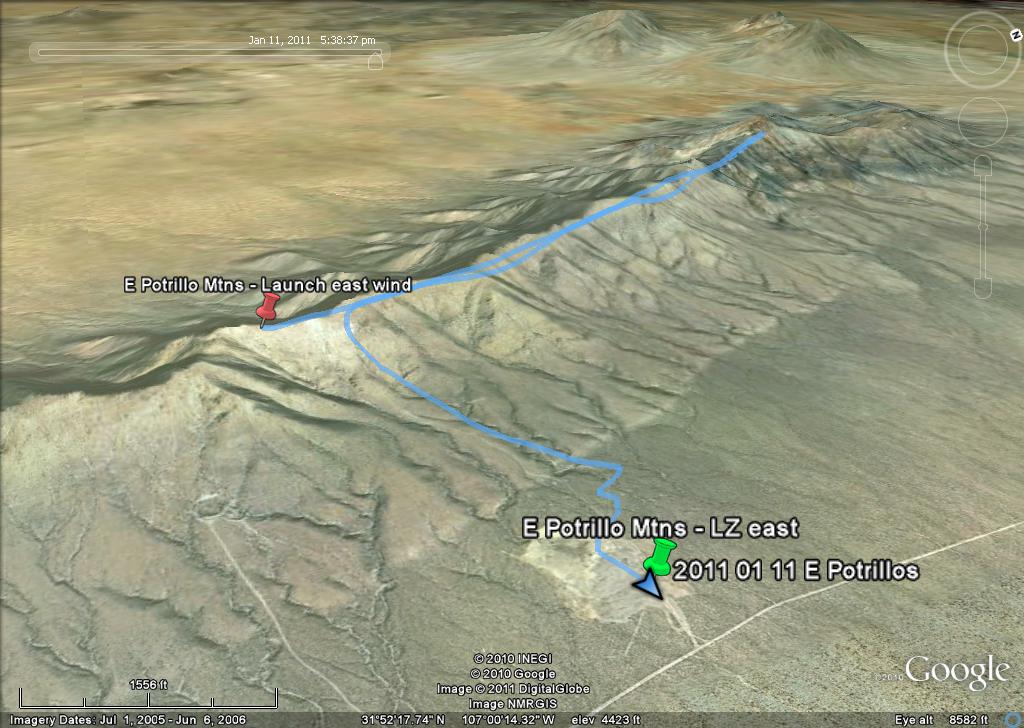 Jan 11, 2011 5:38:37 pm
N
E Potrillo Mtns - Launch east wind
E Potrillo Mtns - LZ east
2011 01 11 E Potrillos
© 2010 INEGI
© 2010 Google
Image © 2011 DigitalGlobe
Image NMRGIS
©2010 Google
1556 ft
Imagery Dates: Jul 1, 2005 - Jun 6, 2006 31°52'17.74" N 107°00'14.32" W elev 4423 ft Eye alt 8582 ft